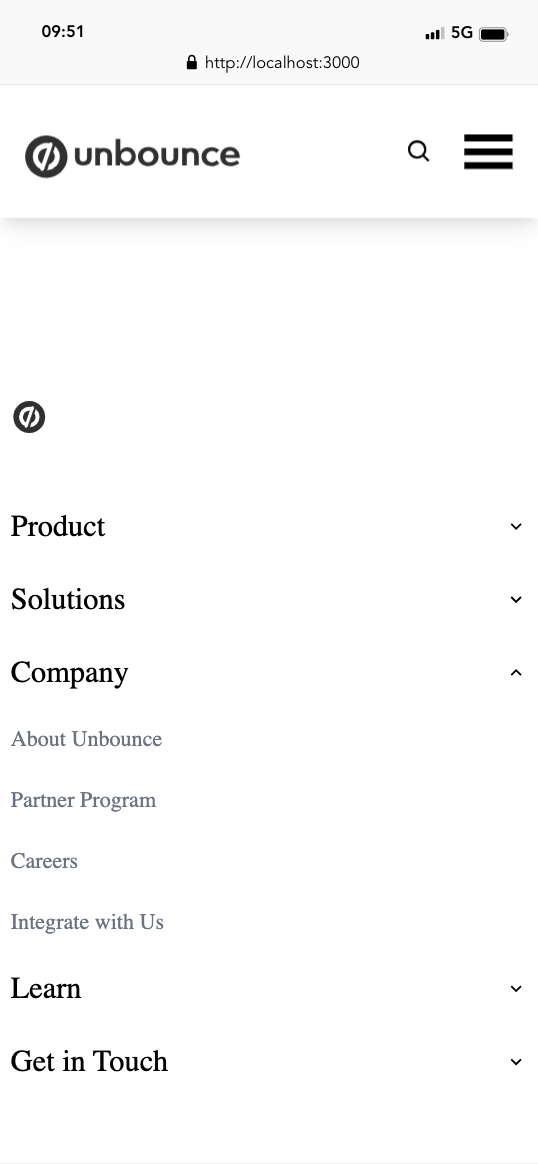 09:51
5G
http://localhost:3000
unbounce
Product
Solutions
Company
About Unbounce
Partner Program
Careers
Integrate with Us
Learn
Get in Touch